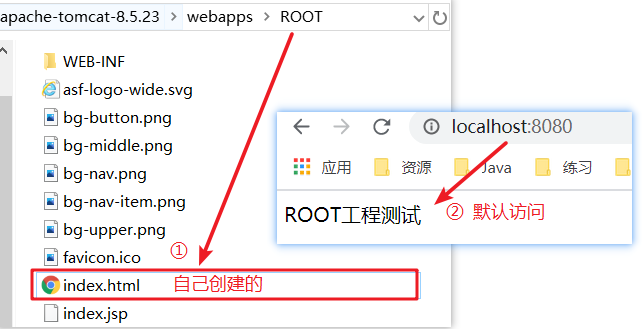 apache-tomcat-8.5.23 > webapps > ROOT
WEB-INF
asf-logo-wide.svg
bg-button.png
bg-middle.png
bg-nav.png
bg-nav-item.png
bg-upper.png
favicon.ico
①
index.html 自己创建的
index.jsp
localhost:8080
应用 资源 Java 练习
ROOT工程测试 ② 默认访问